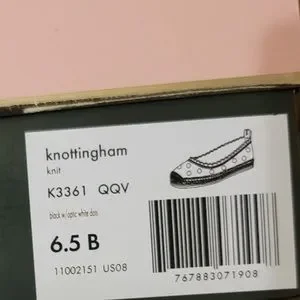 knottingham
knit
K3361 QQV
black w/ optic white dots
6.5 B
11002151 US08
767883071908